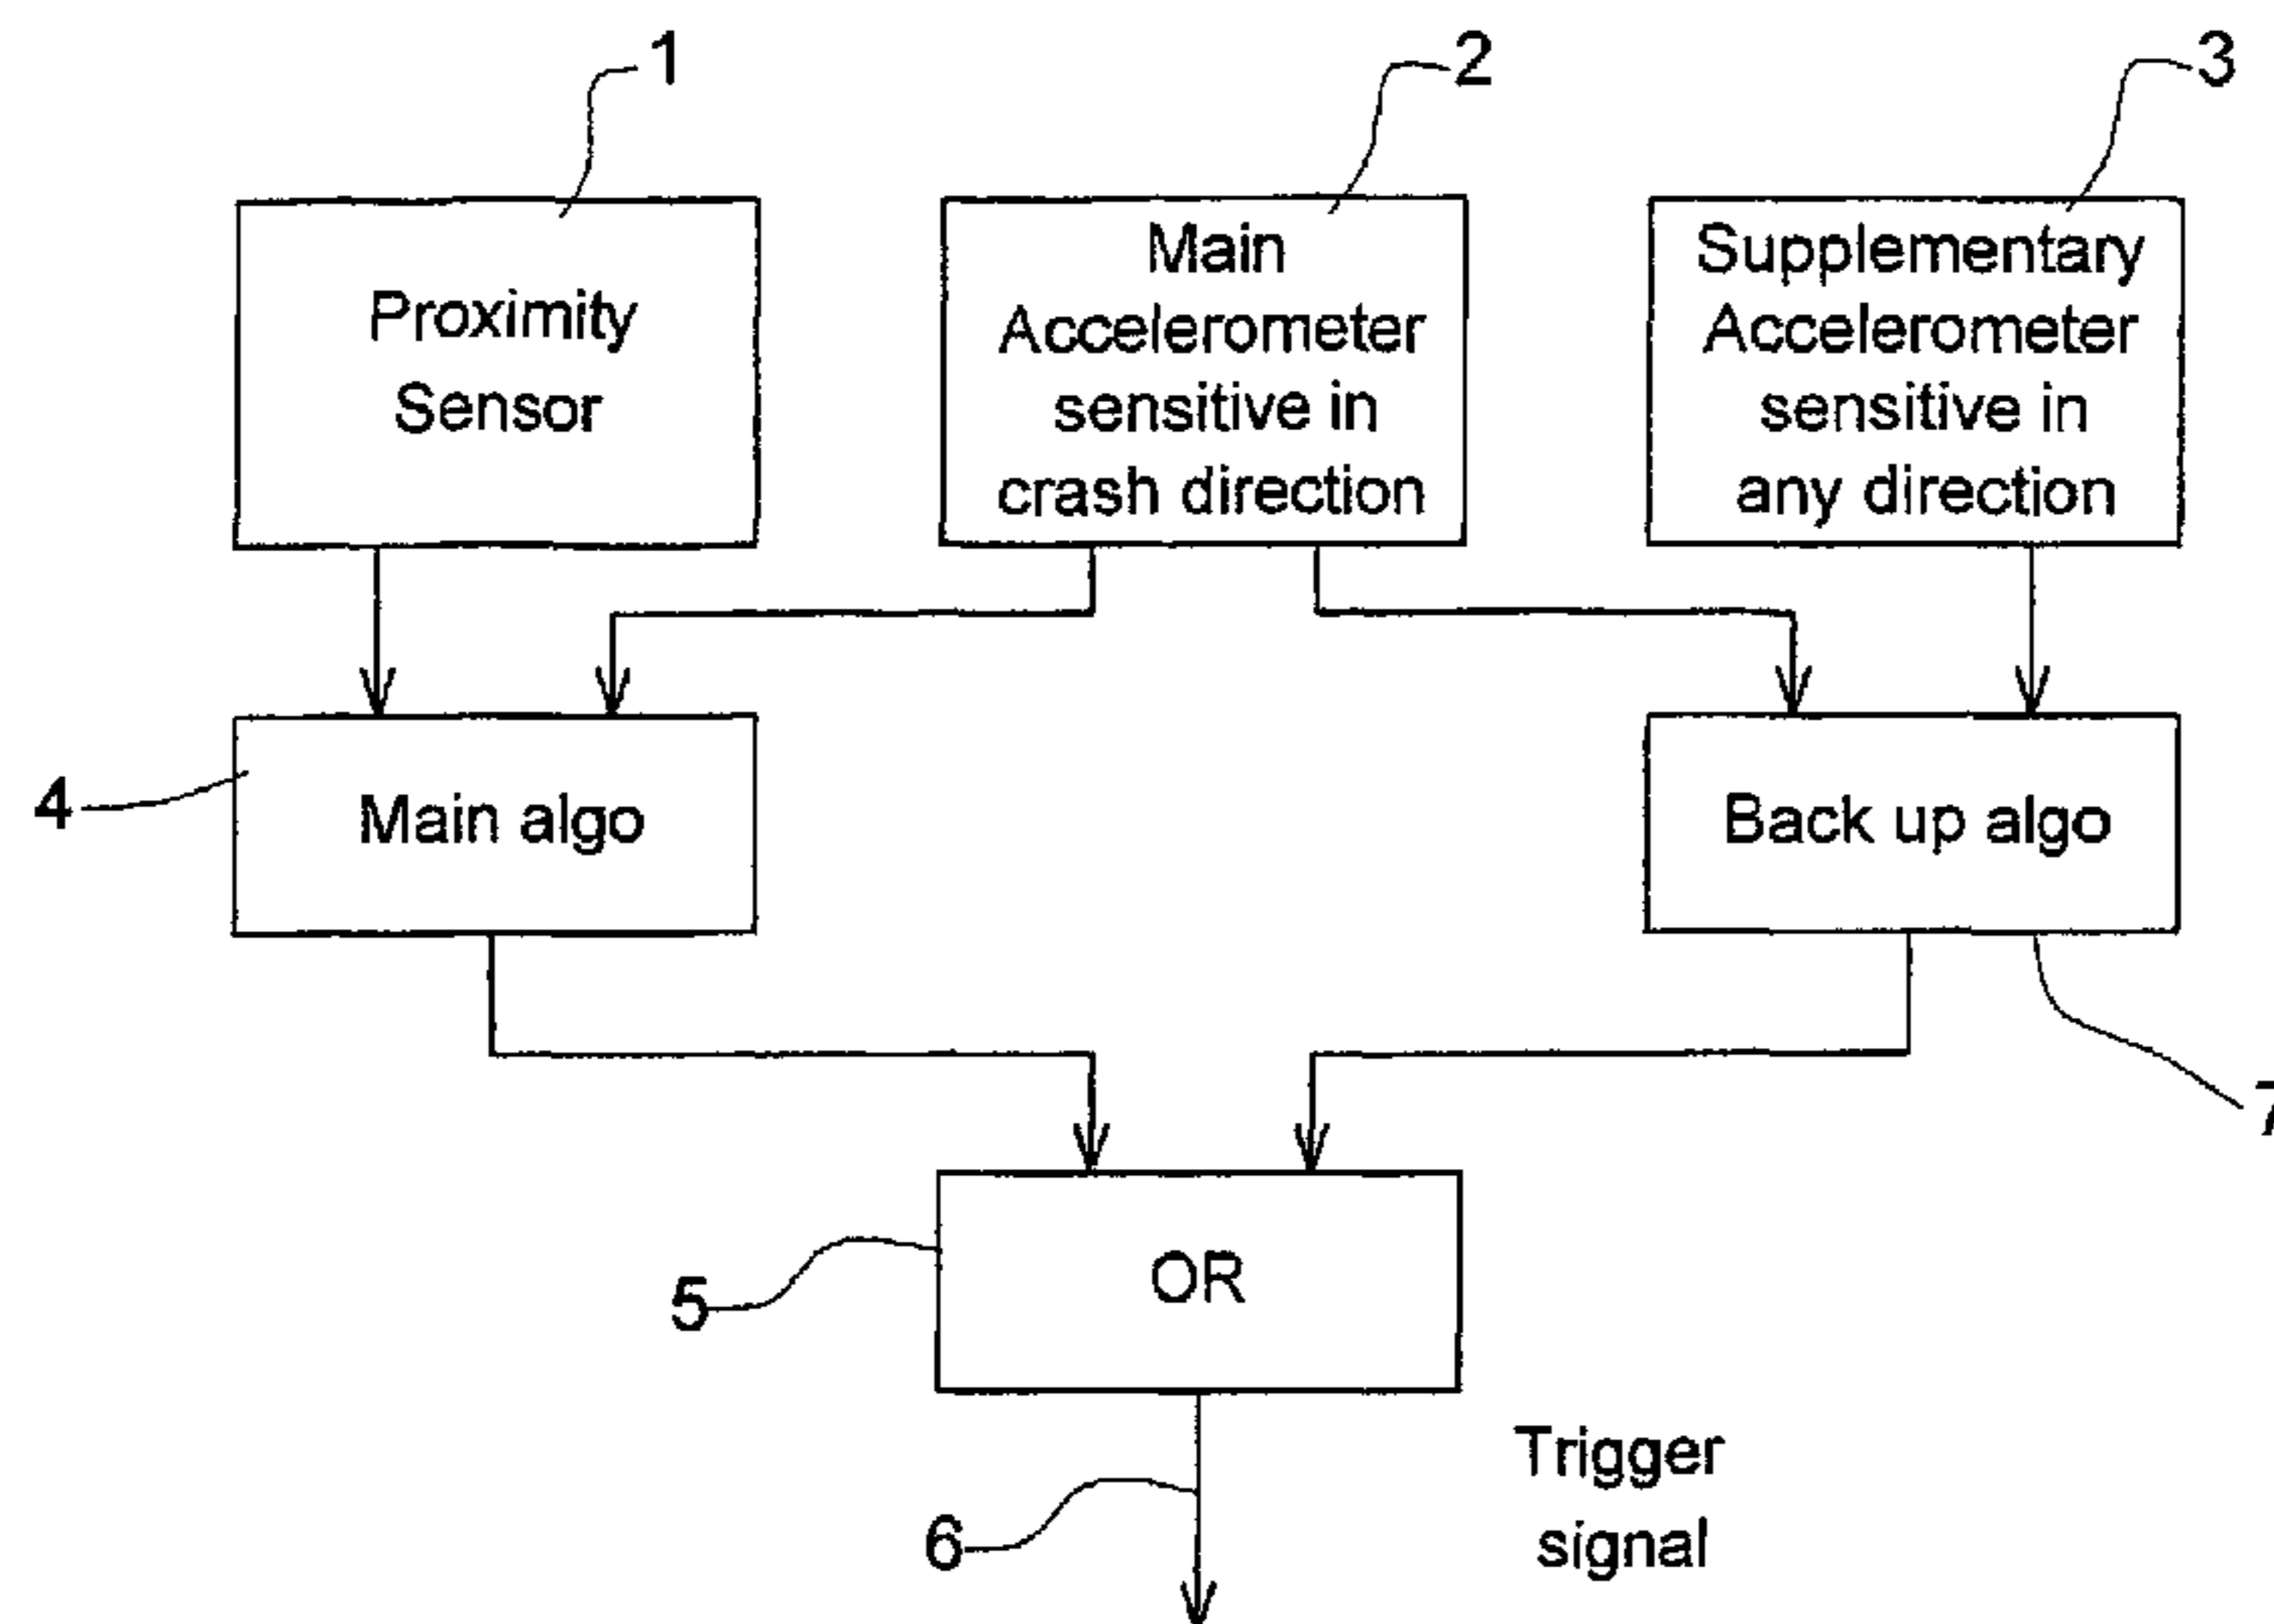 1
2
3
Proximity
Sensor
Main
Accelerometer
sensitive in
crash direction
Supplementary
Accelerometer
sensitive in
any direction
4
Main algo
Back up algo
7
5
OR
6
Trigger
signal